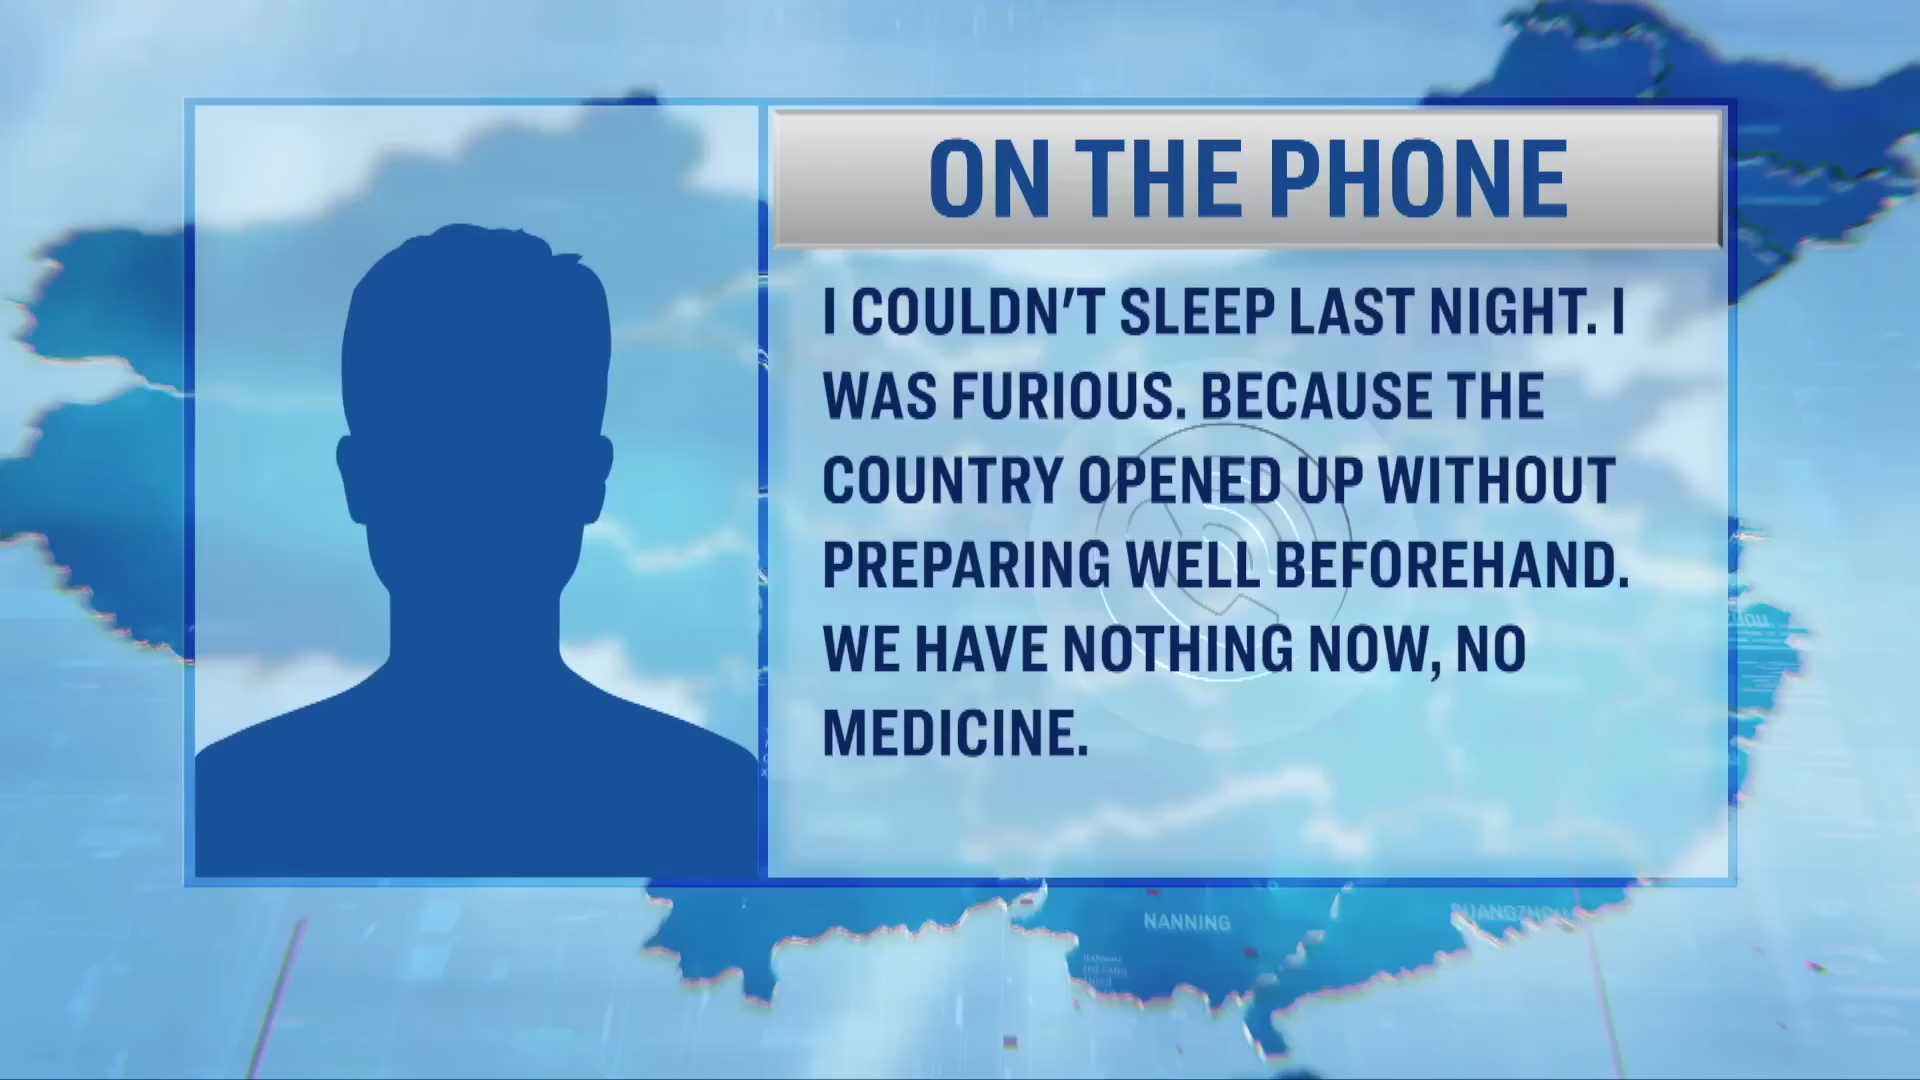 ON THE PHONE
I COULDN'T SLEEP LAST NIGHT. I
WAS FURIOUS. BECAUSE THE
COUNTRY OPENED UP WITHOUT
PREPARING WELL BEFOREHAND.
WE HAVE NOTHING NOW, NO
MEDICINE.
NANNING
GUANGZHOU